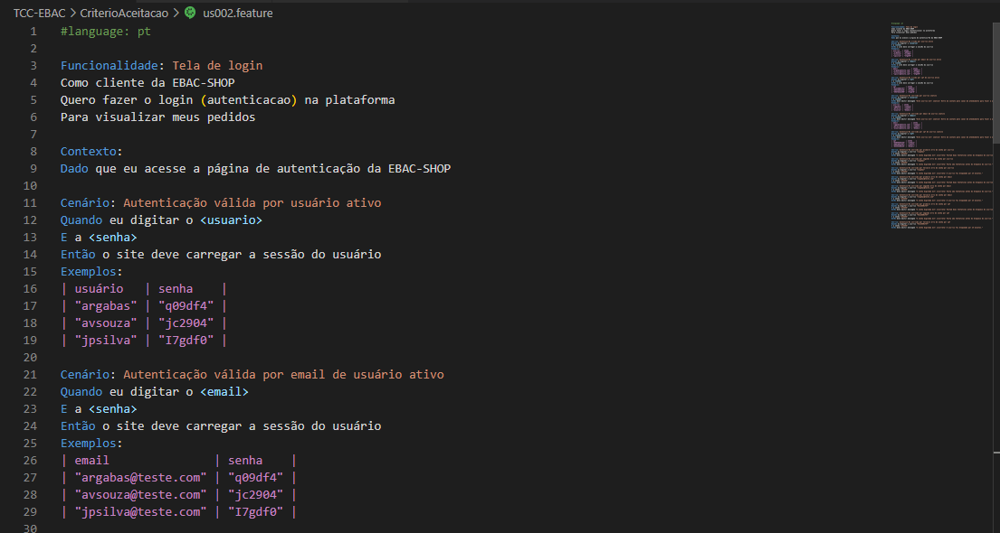 TCC-EBAC > CriterioAceitacao > us002.feature
1 #language: pt
2
3 Funcionalidade: Tela de login
4 Como cliente da EBAC-SHOP
5 Quero fazer o login (autenticacao) na plataforma
6 Para visualizar meus pedidos
7
8 Contexto:
9 Dado que eu acesse a página de autenticação da EBAC-SHOP
10
11 Cenário: Autenticação válida por usuário ativo
12 Quando eu digitar o <usuario>
13 E a <senha>
14 Então o site deve carregar a sessão do usuário
15 Exemplos:
16 | usuário | senha |
17 | "argabas" | "q09df4" |
18 | "avsouza" | "jc2904" |
19 | "jpsilva" | "I7gdf0" |
20
21 Cenário: Autenticação válida por email de usuário ativo
22 Quando eu digitar o <email>
23 E a <senha>
24 Então o site deve carregar a sessão do usuário
25 Exemplos:
26 | email | senha |
27 | "argabas@teste.com" | "q09df4" |
28 | "avsouza@teste.com" | "jc2904" |
29 | "jpsilva@teste.com" | "I7gdf0" |
30